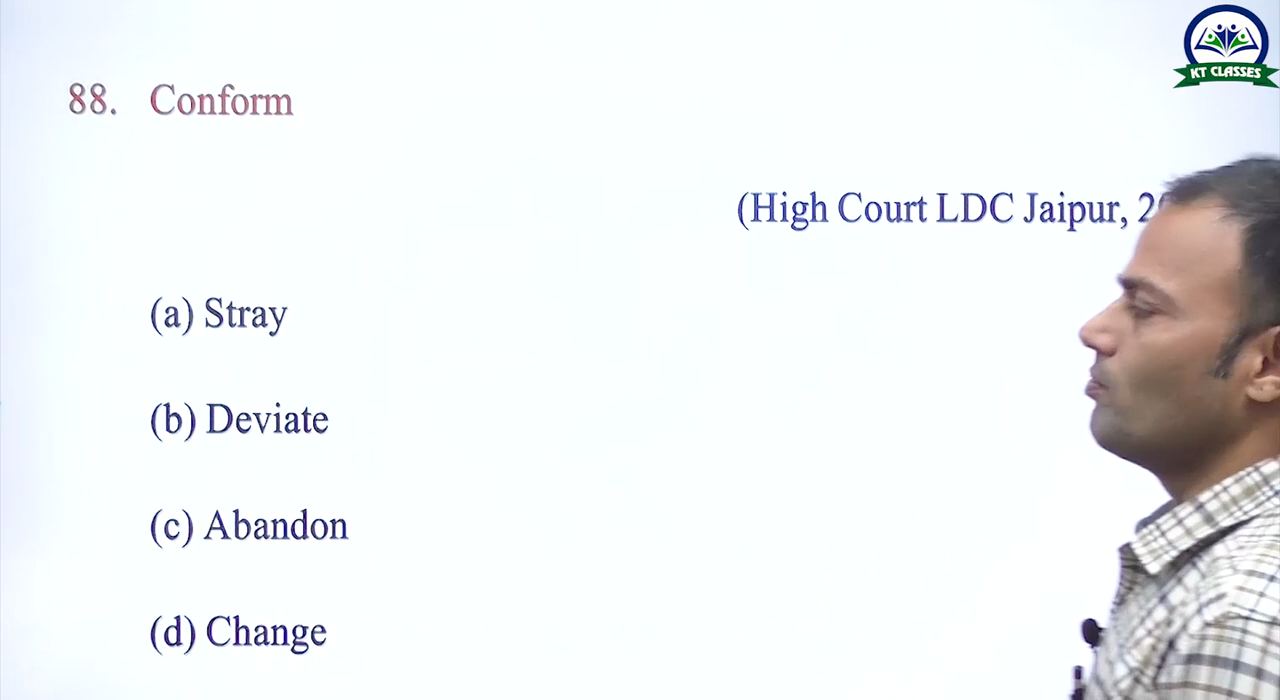 KT CLASSES
88. Conform
(High Court LDC Jaipur,
(a) Stray
(b) Deviate
(c) Abandon
(d) Change